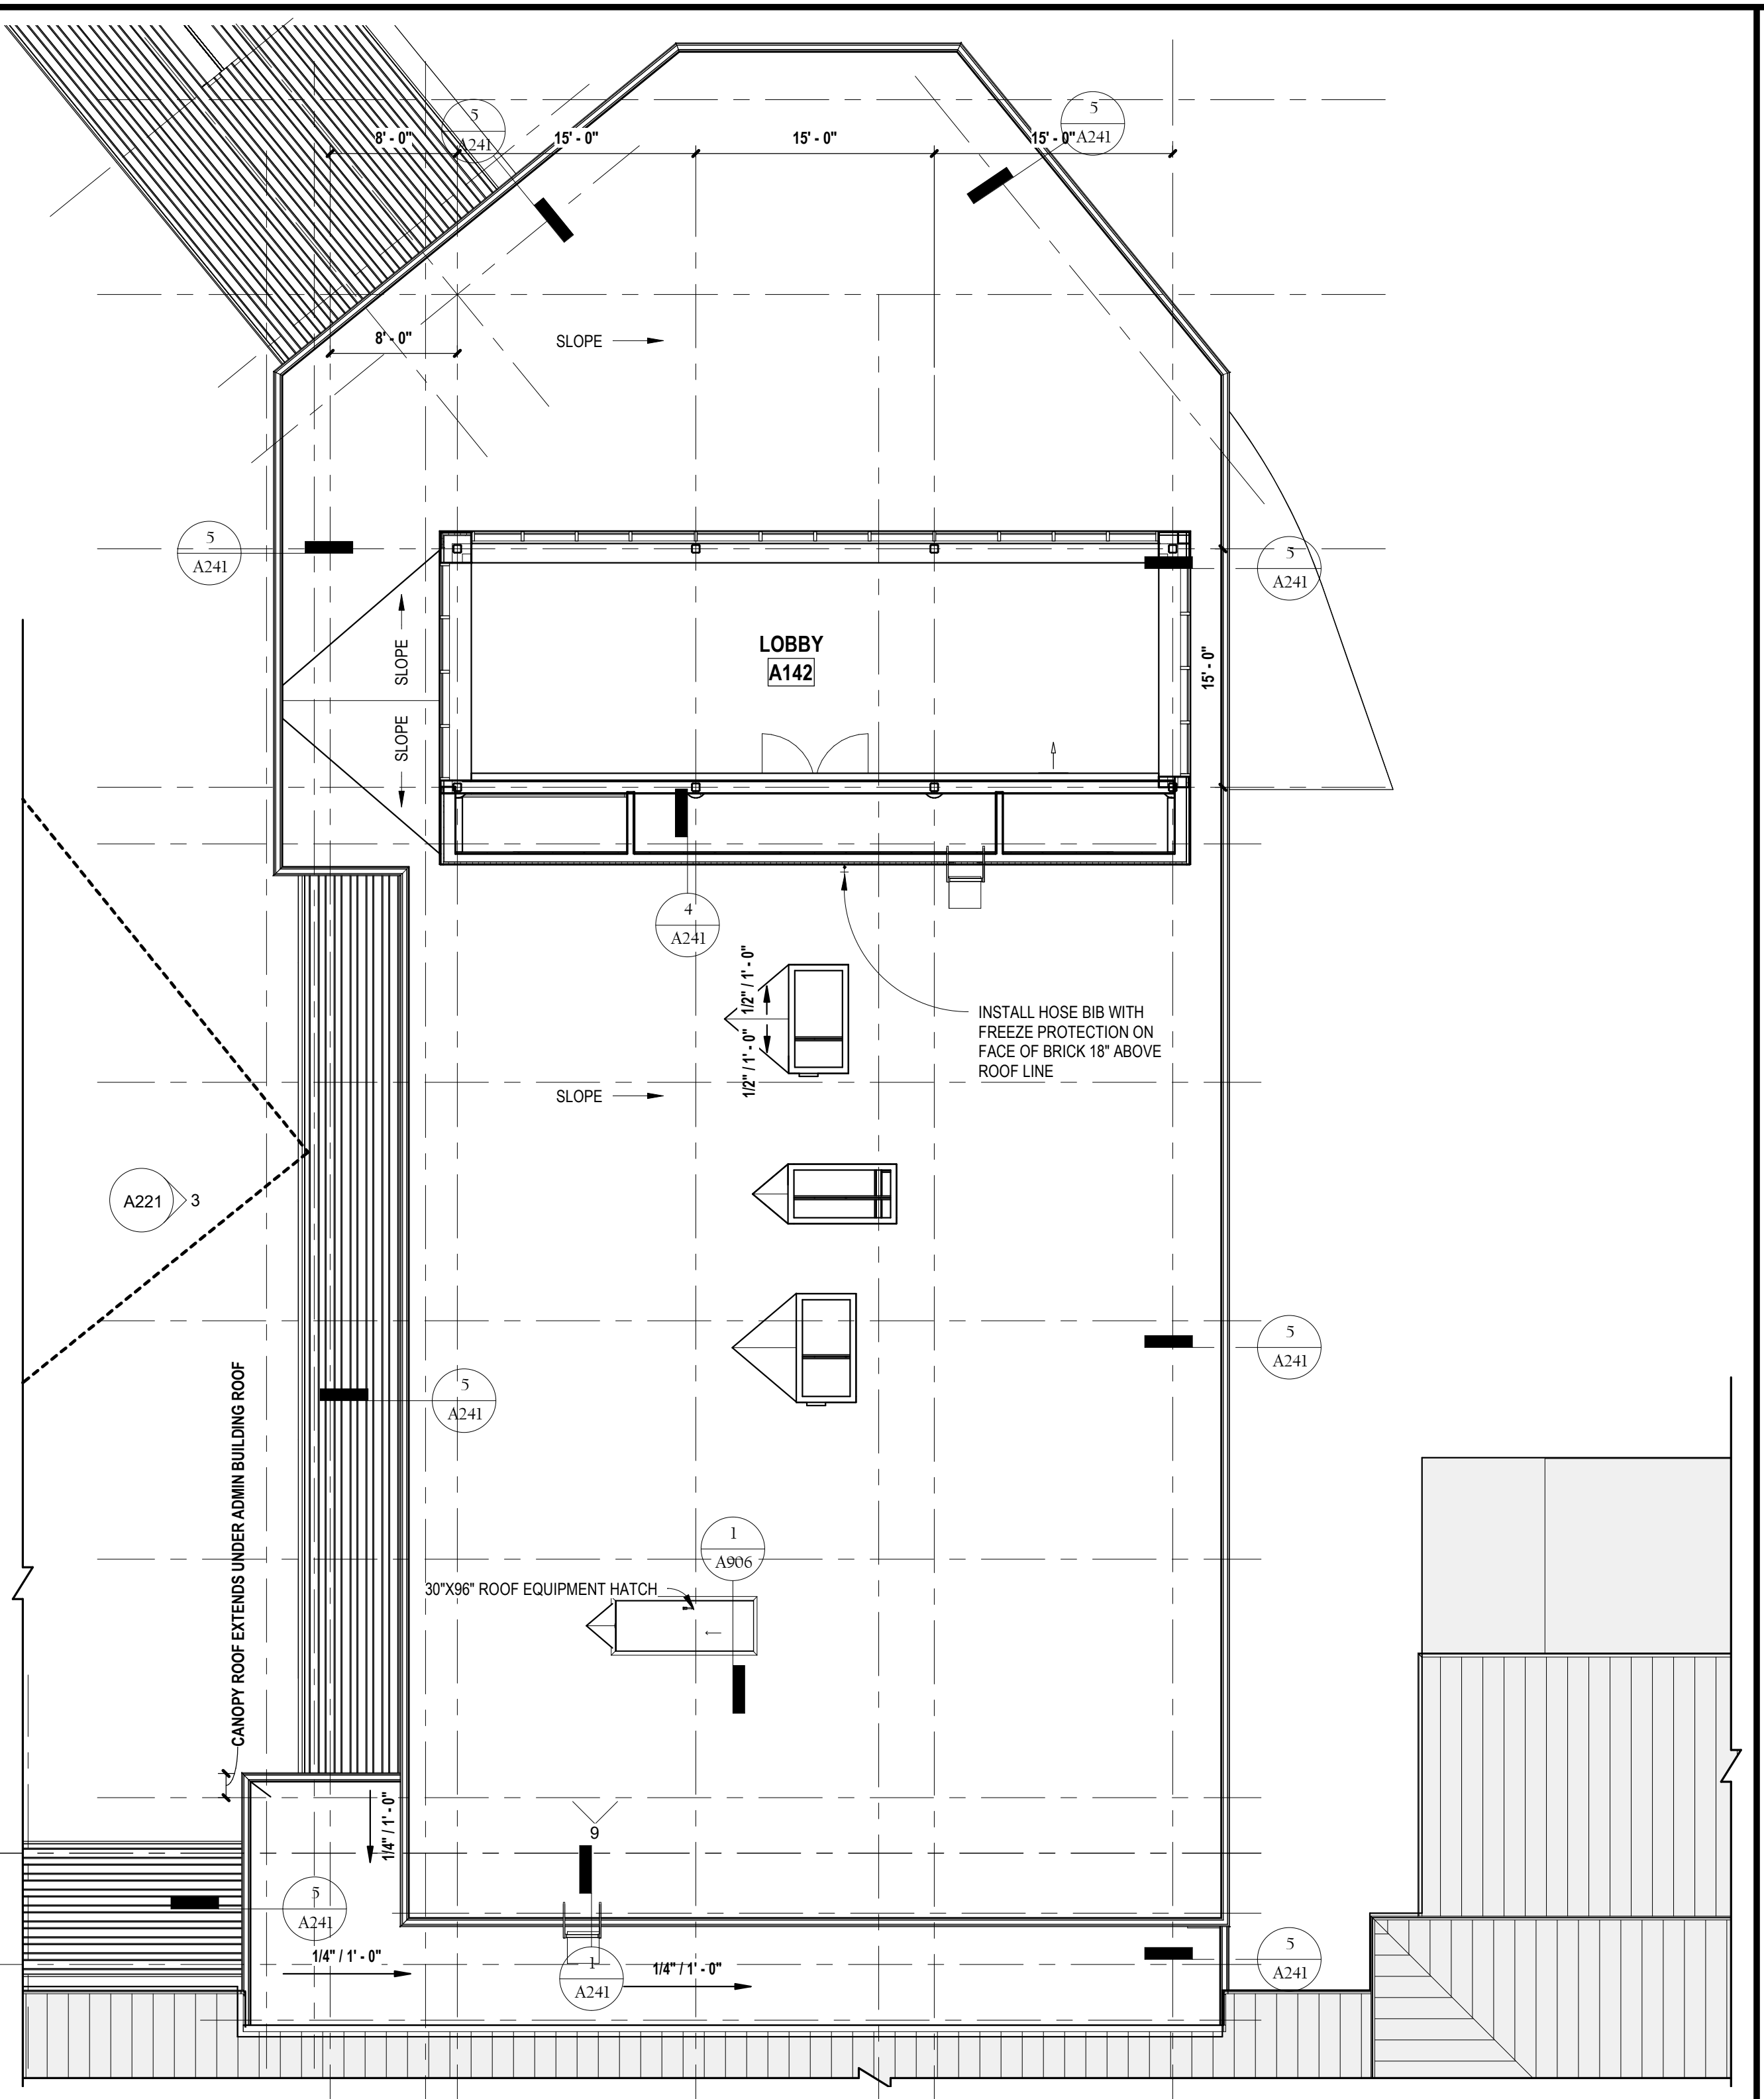 5
A241
5
A241
8' - 0"
15' - 0"
15' - 0"
15' - 0"
8' - 0"
SLOPE
5
A241
5
A241
SLOPE
SLOPE
LOBBY
A142
15' - 0"
4
A241
1/2" / 1' - 0"
1/2" / 1' - 0"
INSTALL HOSE BIB WITH
FREEZE PROTECTION ON
FACE OF BRICK 18" ABOVE
ROOF LINE
SLOPE
A221
3
5
A241
5
A241
CANOPY ROOF EXTENDS UNDER ADMIN BUILDING ROOF
1
A906
30"X96" ROOF EQUIPMENT HATCH
1/4" / 1' - 0"
9
5
A241
1/4" / 1' - 0"
1
A241
1/4" / 1' - 0"
5
A241